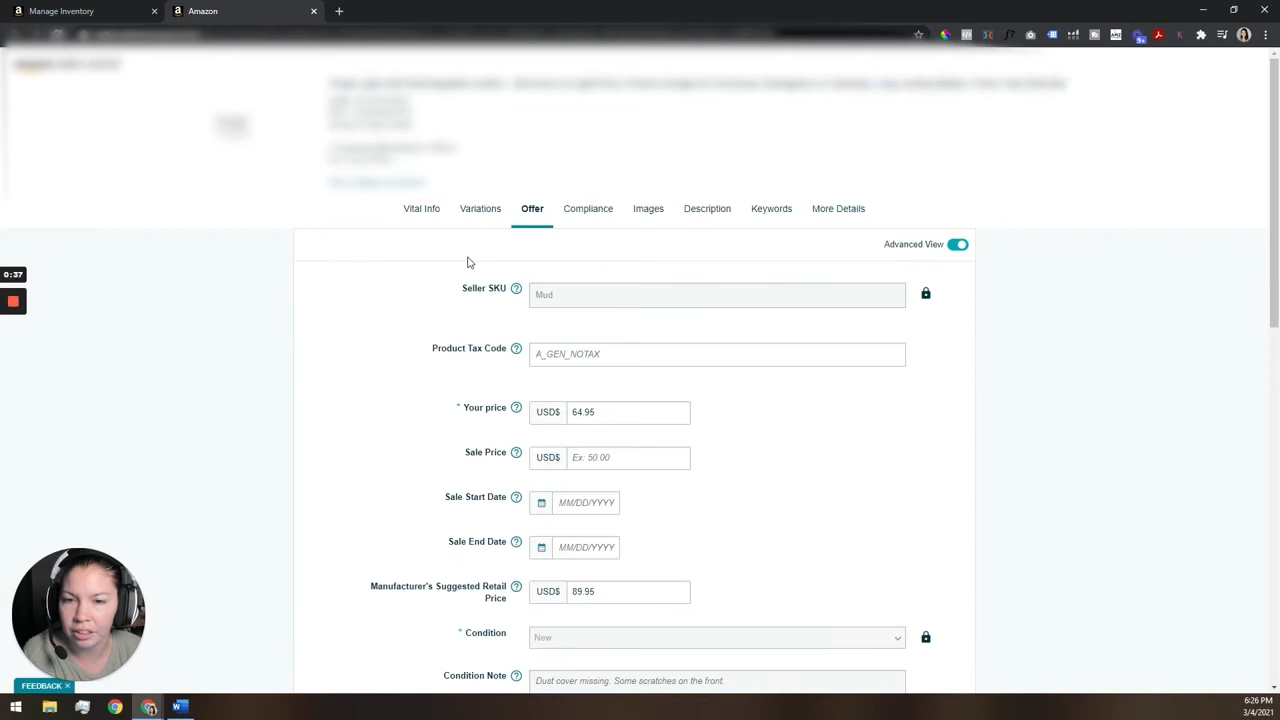 Manage Inventory
Amazon
Vital Info
Variations
Offer
Compliance
Images
Description
Keywords
More Details
Advanced View
0:37
Seller SKU
Mud
Product Tax Code
A_GEN_NOTAX
* Your price
USD$ 64.95
Sale Price
USD$ Ex: 50.00
Sale Start Date
MM/DD/YYYY
Sale End Date
MM/DD/YYYY
Manufacturer's Suggested Retail
Price
USD$ 89.95
* Condition
New
Condition Note
Dust cover missing. Some scratches on the front.
FEEDBACK
6:26 PM
3/4/2021